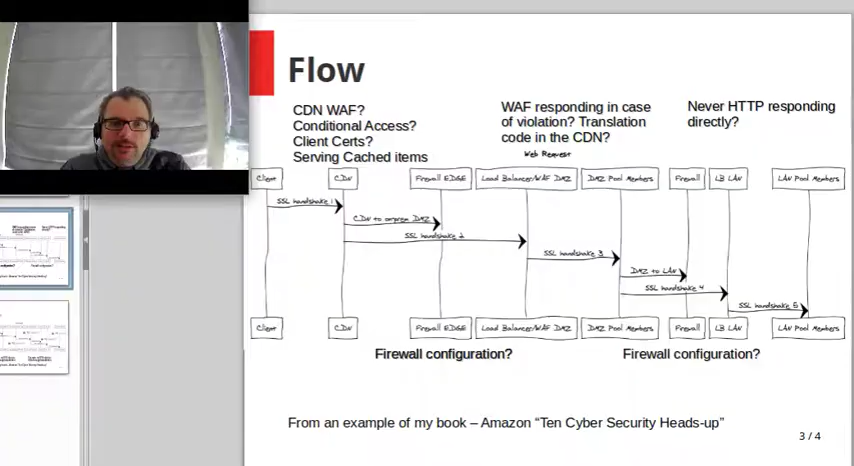 Flow
CDN WAF?
Conditional Access?
Client Certs?
Serving Cached items
WAF responding in case
of violation? Translation
code in the CDN?
Never HTTP responding
directly?
Web Request
Client CDN Firewall EDGE Load Balancer/WAF DMZ DMZ Pool Members Firewall LB LAN LAN Pool Members
SSL handshake 1
CDN to onprem DMZ
SSL handshake 2
SSL handshake 3
DMZ to LAN
SSL handshake 4
SSL handshake 5
Client CDN Firewall EDGE Load Balancer/WAF DMZ DMZ Pool Members Firewall LB LAN LAN Pool Members
Firewall configuration? Firewall configuration?
From an example of my book – Amazon “Ten Cyber Security Heads-up”
3 / 4